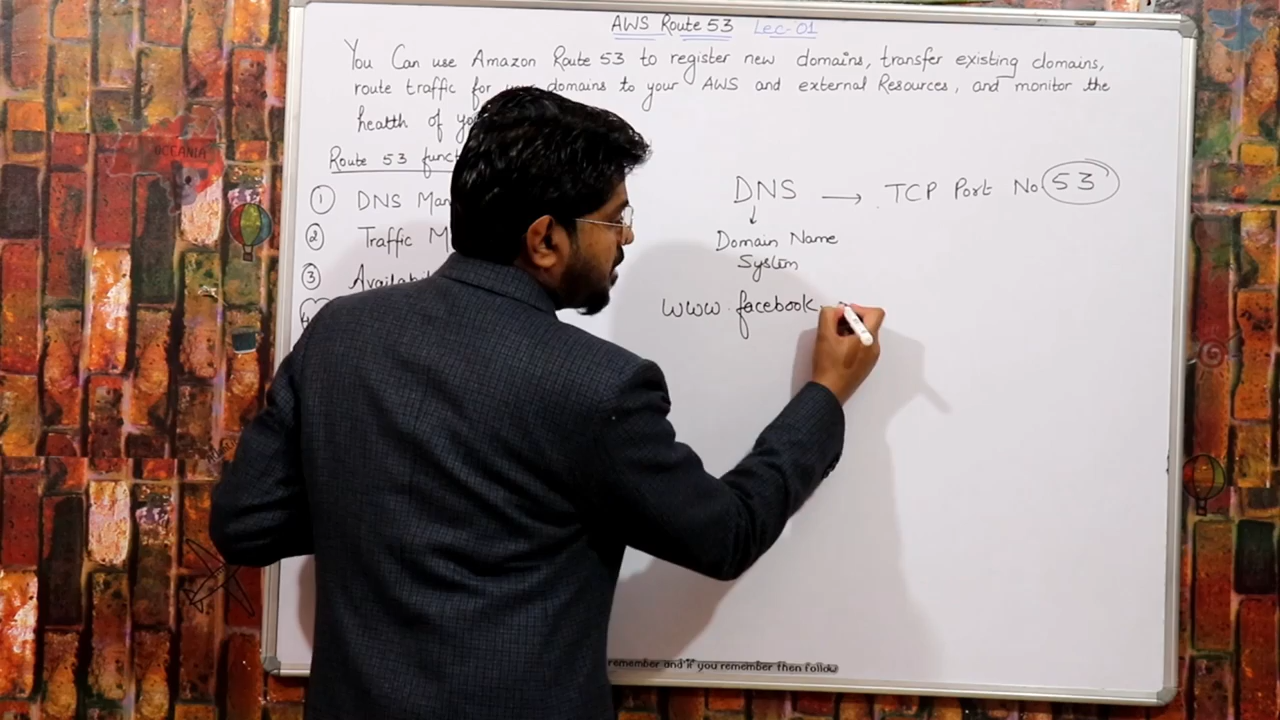 AWS Route 53 Lec-01
You Can use Amazon Route 53 to register new domains, transfer existing domains,
route traffic for domains to your AWS and external Resources, and monitor the
health of
Route 53
① DNS
② Traffic
③
DNS → TCP Port No 53
↓
Domain Name
System
www.facebook
remember and if you remember then follow
OCEANIA